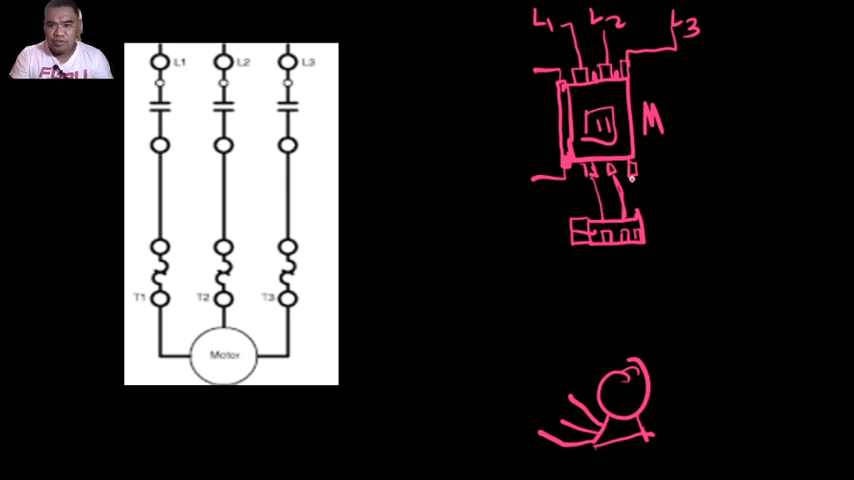 L1 L2 L3
T1 T2 T3
Motor
L1 L2 L3
M